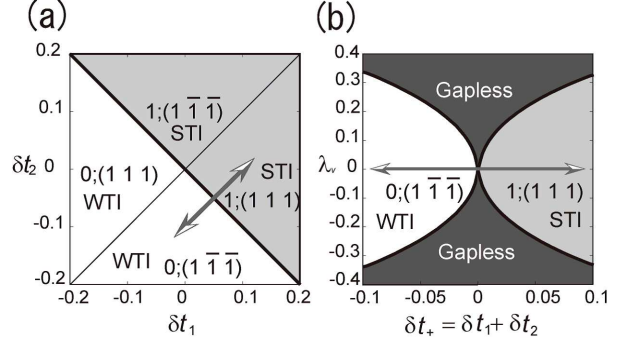 (a)
0.2
0.1
δt₂ 0
-0.1
-0.2
-0.2 -0.1 0 0.1 0.2
δt₁
1;(1 1̅ 1̅)
STI
0;(1 1 1)
WTI
STI
1;(1 1 1)
WTI
0;(1 1̅ 1̅)
(b)
0.4
0.3
0.2
0.1
λᵥ 0
-0.1
-0.2
-0.3
-0.4
-0.1 -0.05 0 0.05 0.1
δt₊ = δt₁+ δt₂
Gapless
0;(1 1̅ 1̅)
WTI
1;(1 1 1)
STI
Gapless